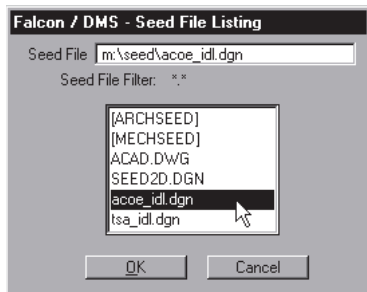 Falcon / DMS - Seed File Listing
Seed File m:\seed\acoe_idl.dgn
Seed File Filter: *.*
[ARCHSEED]
[MECHSEED]
ACAD.DWG
SEED2D.DGN
acoe_idl.dgn
tsa_idl.dgn
OK Cancel